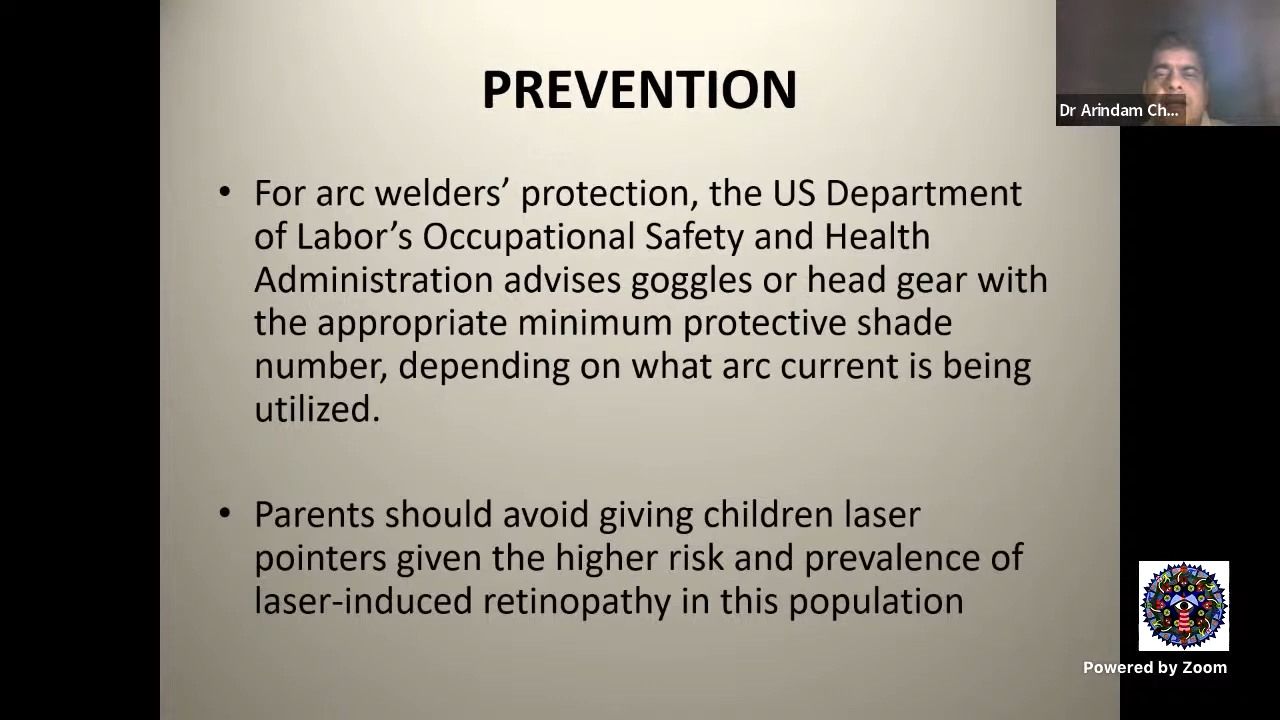 PREVENTION
Dr Arindam Ch...
• For arc welders’ protection, the US Department
of Labor’s Occupational Safety and Health
Administration advises goggles or head gear with
the appropriate minimum protective shade
number, depending on what arc current is being
utilized.
• Parents should avoid giving children laser
pointers given the higher risk and prevalence of
laser-induced retinopathy in this population
Powered by Zoom